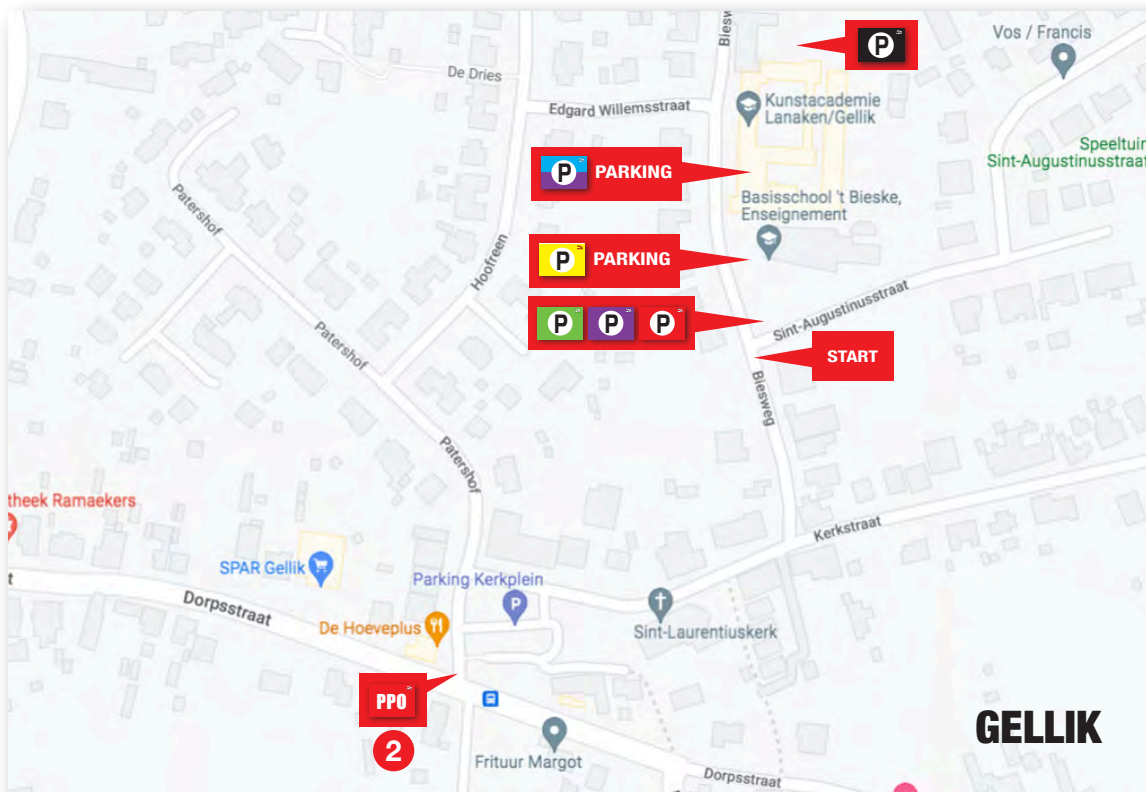 Biesw
P
Vos / Francis
De Dries
Edgard Willemsstraat
Kunstacademie
Lanaken/Gellik
Speeltuin
Sint-Augustinusstraat
P PARKING
Basisschool 't Bieske,
Enseignement
Patershof
Hoofreen
P PARKING
P P P
Sint-Augustinusstraat
Patershof
START
Biesweg
Patershof
theek Ramaekers
Kerkstraat
SPAR Gellik
t
Parking Kerkplein
P
Dorpsstraat
De Hoeveplus
Sint-Laurentiuskerk
PPO
2
GELLIK
Frituur Margot
Dorpsstraat